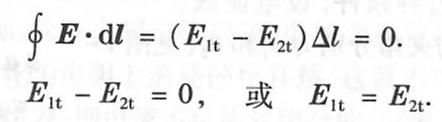 ∮ E·dl = (E₁t − E₂t) Δl = 0.
E₁t − E₂t = 0, 或 E₁t = E₂t.